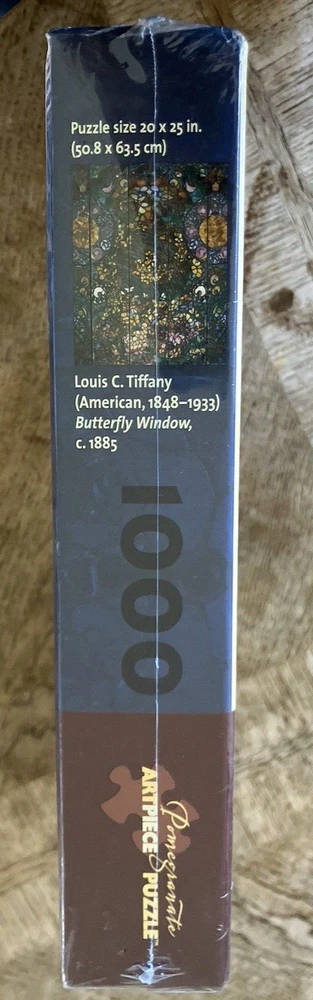 Puzzle size 20 x 25 in.
(50.8 x 63.5 cm)
Louis C. Tiffany
(American, 1848–1933)
Butterfly Window,
c. 1885
1000
Pomegranate
ARTPIECE PUZZLE™